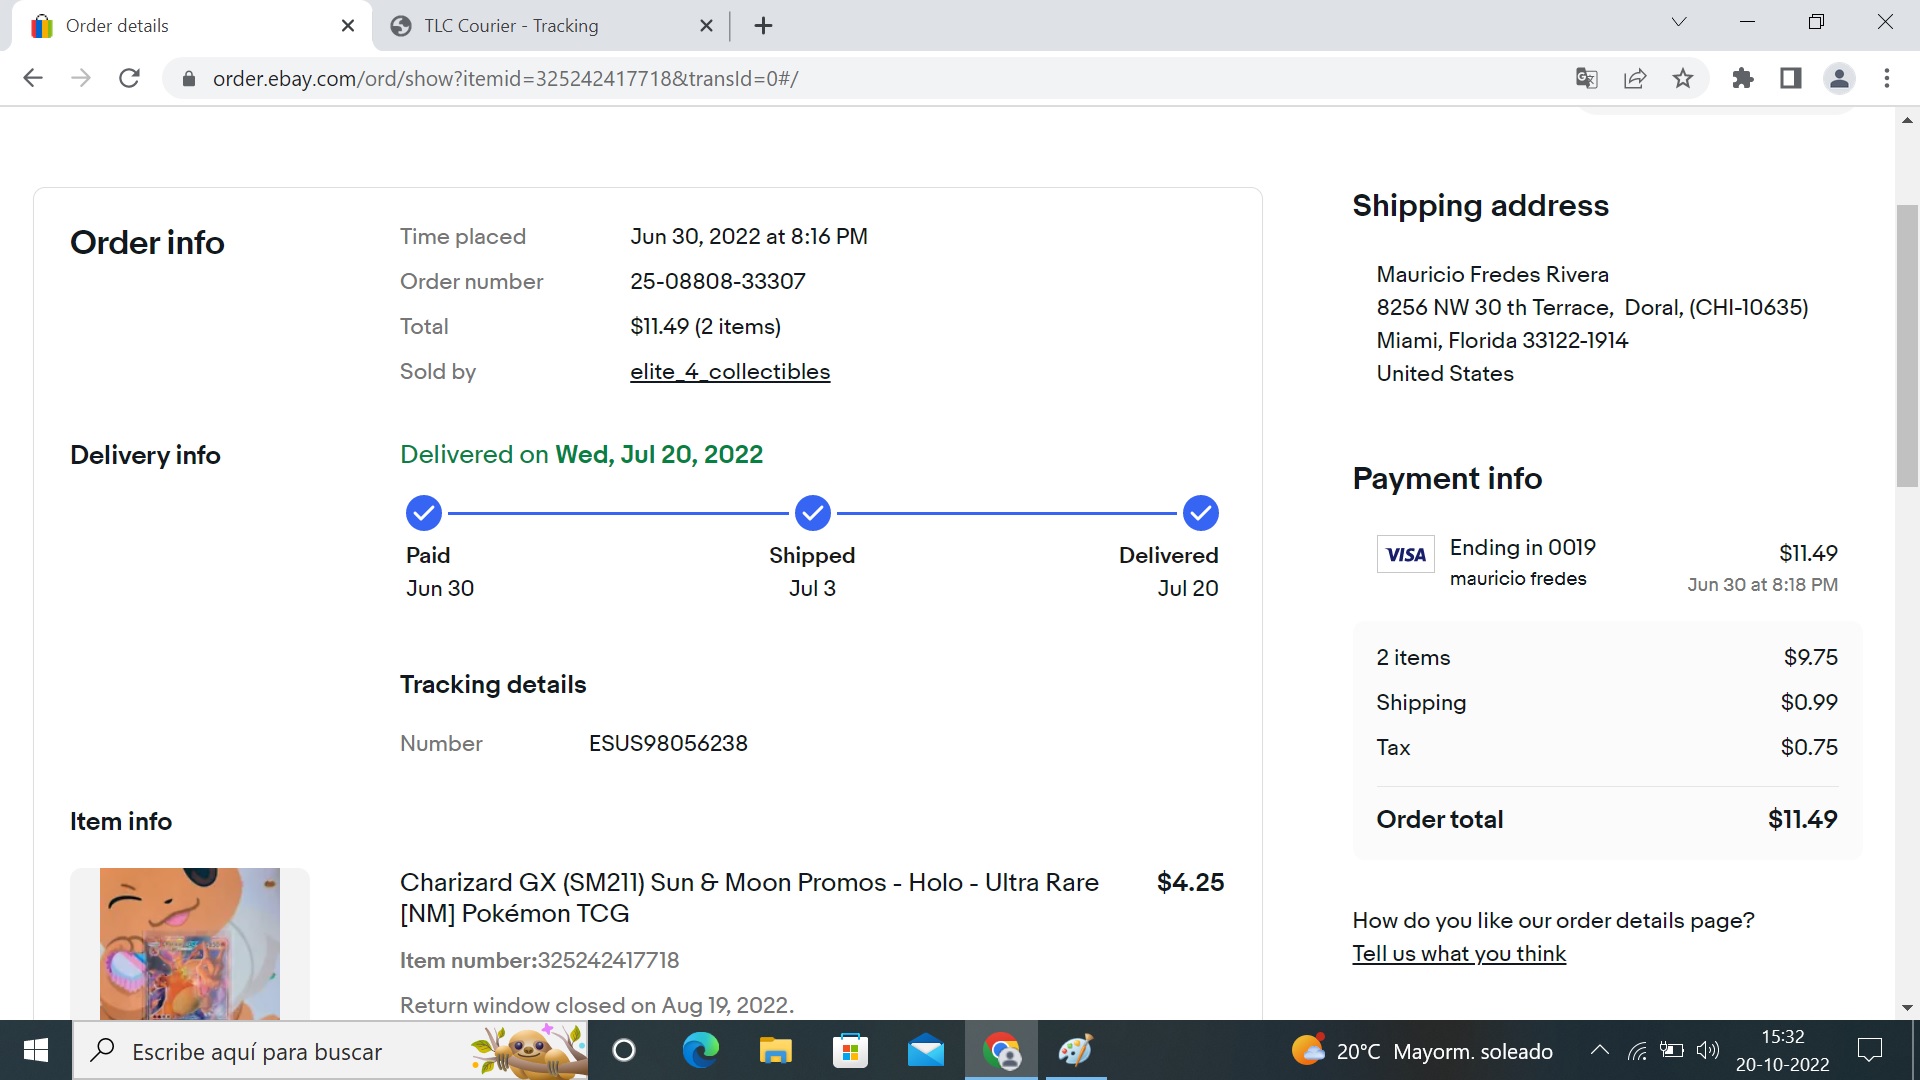 Order details
TLC Courier - Tracking
order.ebay.com/ord/show?itemid=325242417718&transId=0#/
Order info
Time placed Jun 30, 2022 at 8:16 PM
Order number 25-08808-33307
Total $11.49 (2 items)
Sold by elite_4_collectibles
Delivery info
Delivered on Wed, Jul 20, 2022
Paid Shipped Delivered
Jun 30 Jul 3 Jul 20
Tracking details
Number ESUS98056238
Item info
Charizard GX (SM211) Sun & Moon Promos - Holo - Ultra Rare $4.25
[NM] Pokémon TCG
Item number:325242417718
Return window closed on Aug 19, 2022.
Shipping address
Mauricio Fredes Rivera
8256 NW 30 th Terrace,  Doral, (CHI-10635)
Miami, Florida 33122-1914
United States
Payment info
VISA Ending in 0019 $11.49
mauricio fredes Jun 30 at 8:18 PM
2 items $9.75
Shipping $0.99
Tax $0.75
Order total $11.49
How do you like our order details page?
Tell us what you think
Escribe aquí para buscar
20°C Mayorm. soleado
15:32
20-10-2022